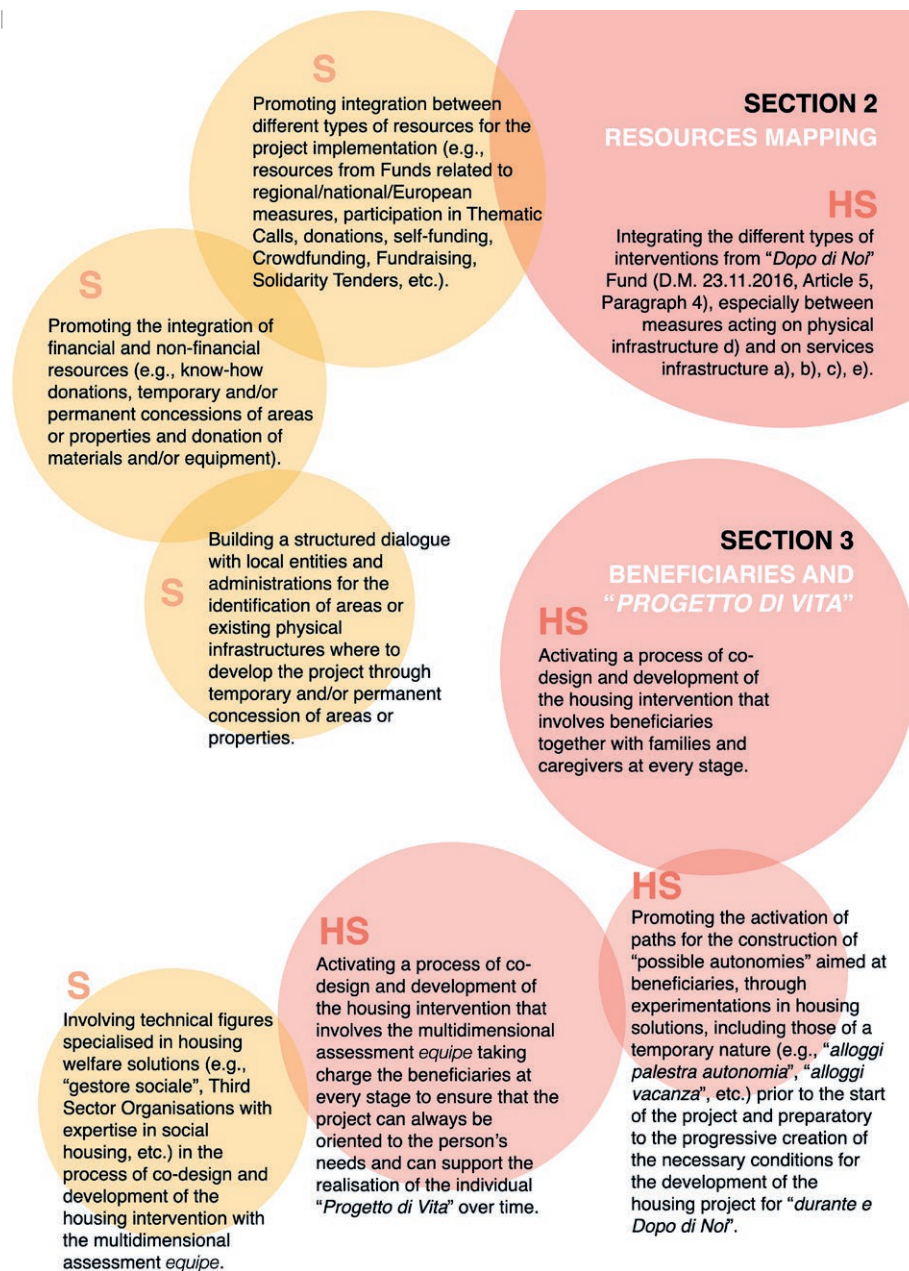 SECTION 2
RESOURCES MAPPING
HS
Integrating the different types of
interventions from “Dopo di Noi”
Fund (D.M. 23.11.2016, Article 5,
Paragraph 4), especially between
measures acting on physical
infrastructure d) and on services
infrastructure a), b), c), e).
S
Promoting integration between
different types of resources for the
project implementation (e.g.,
resources from Funds related to
regional/national/European
measures, participation in Thematic
Calls, donations, self-funding,
Crowdfunding, Fundraising,
Solidarity Tenders, etc.).
S
Promoting the integration of
financial and non-financial
resources (e.g., know-how
donations, temporary and/or
permanent concessions of areas
or properties and donation of
materials and/or equipment).
S
Building a structured dialogue
with local entities and
administrations for the
identification of areas or
existing physical
infrastructures where to
develop the project through
temporary and/or permanent
concession of areas or
properties.
SECTION 3
BENEFICIARIES AND
“PROGETTO DI VITA”
HS
Activating a process of co-
design and development of
the housing intervention that
involves beneficiaries
together with families and
caregivers at every stage.
HS
Promoting the activation of
paths for the construction of
“possible autonomies” aimed at
beneficiaries, through
experimentations in housing
solutions, including those of a
temporary nature (e.g., “alloggi
palestra autonomia”, “alloggi
vacanza”, etc.) prior to the start
of the project and preparatory
to the progressive creation of
the necessary conditions for
the development of the
housing project for “durante e
Dopo di Noi”.
HS
Activating a process of co-
design and development of
the housing intervention that
involves the multidimensional
assessment equipe taking
charge the beneficiaries at
every stage to ensure that the
project can always be
oriented to the person’s
needs and can support the
realisation of the individual
“Progetto di Vita” over time.
S
Involving technical figures
specialised in housing
welfare solutions (e.g.,
“gestore sociale”, Third
Sector Organisations with
expertise in social
housing, etc.) in the
process of co-design and
development of the
housing intervention with
the multidimensional
assessment equipe.